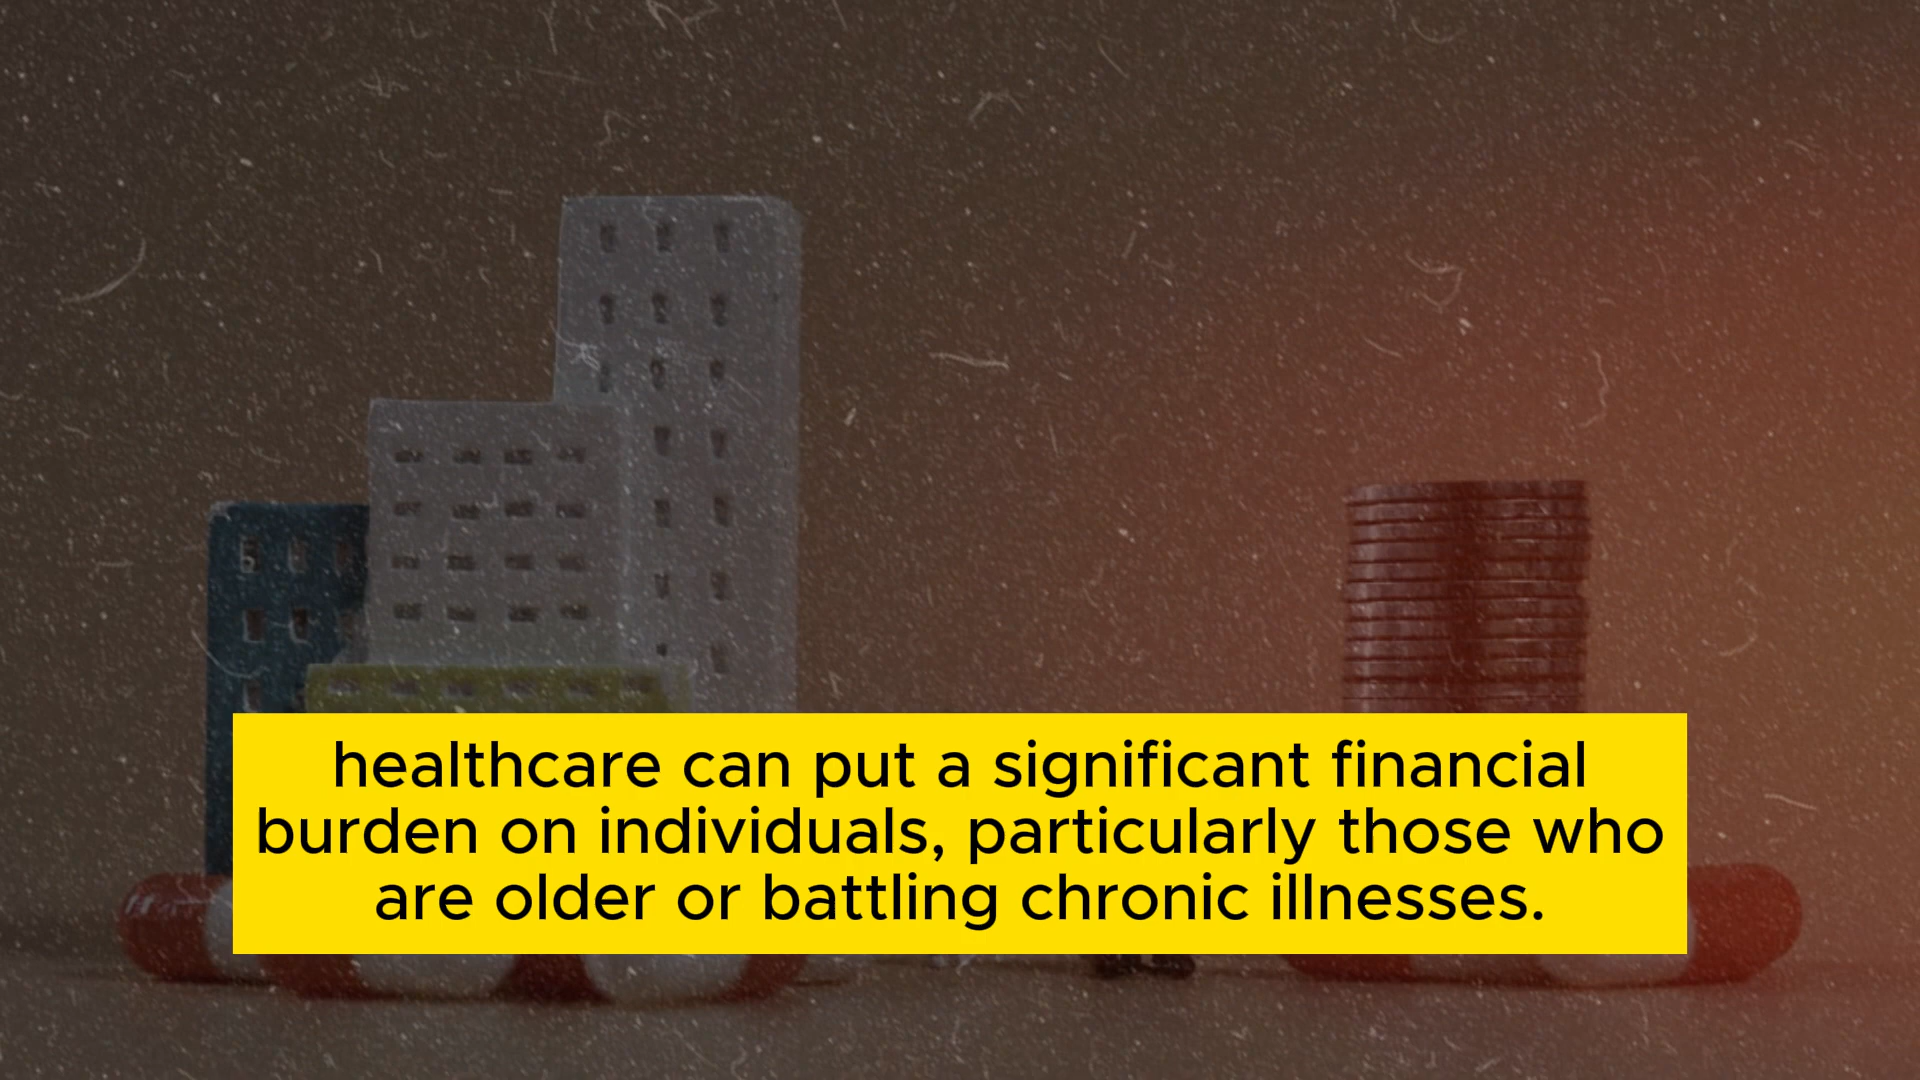 healthcare can put a significant financial
burden on individuals, particularly those who
are older or battling chronic illnesses.